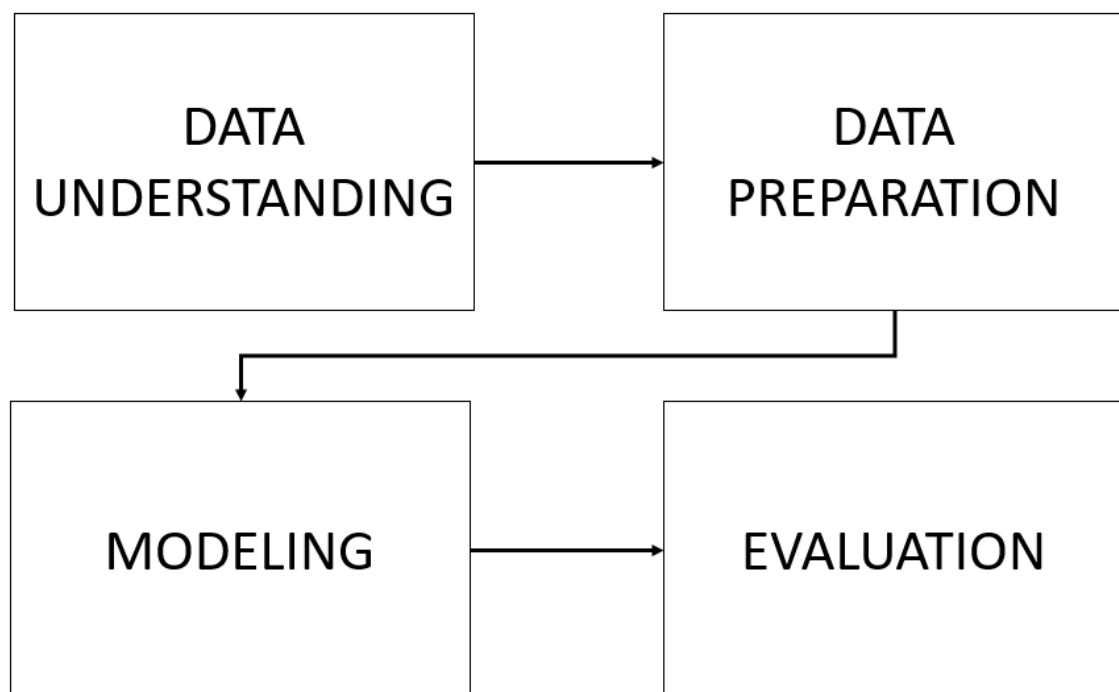 DATA
UNDERSTANDING
DATA
PREPARATION
MODELING
EVALUATION